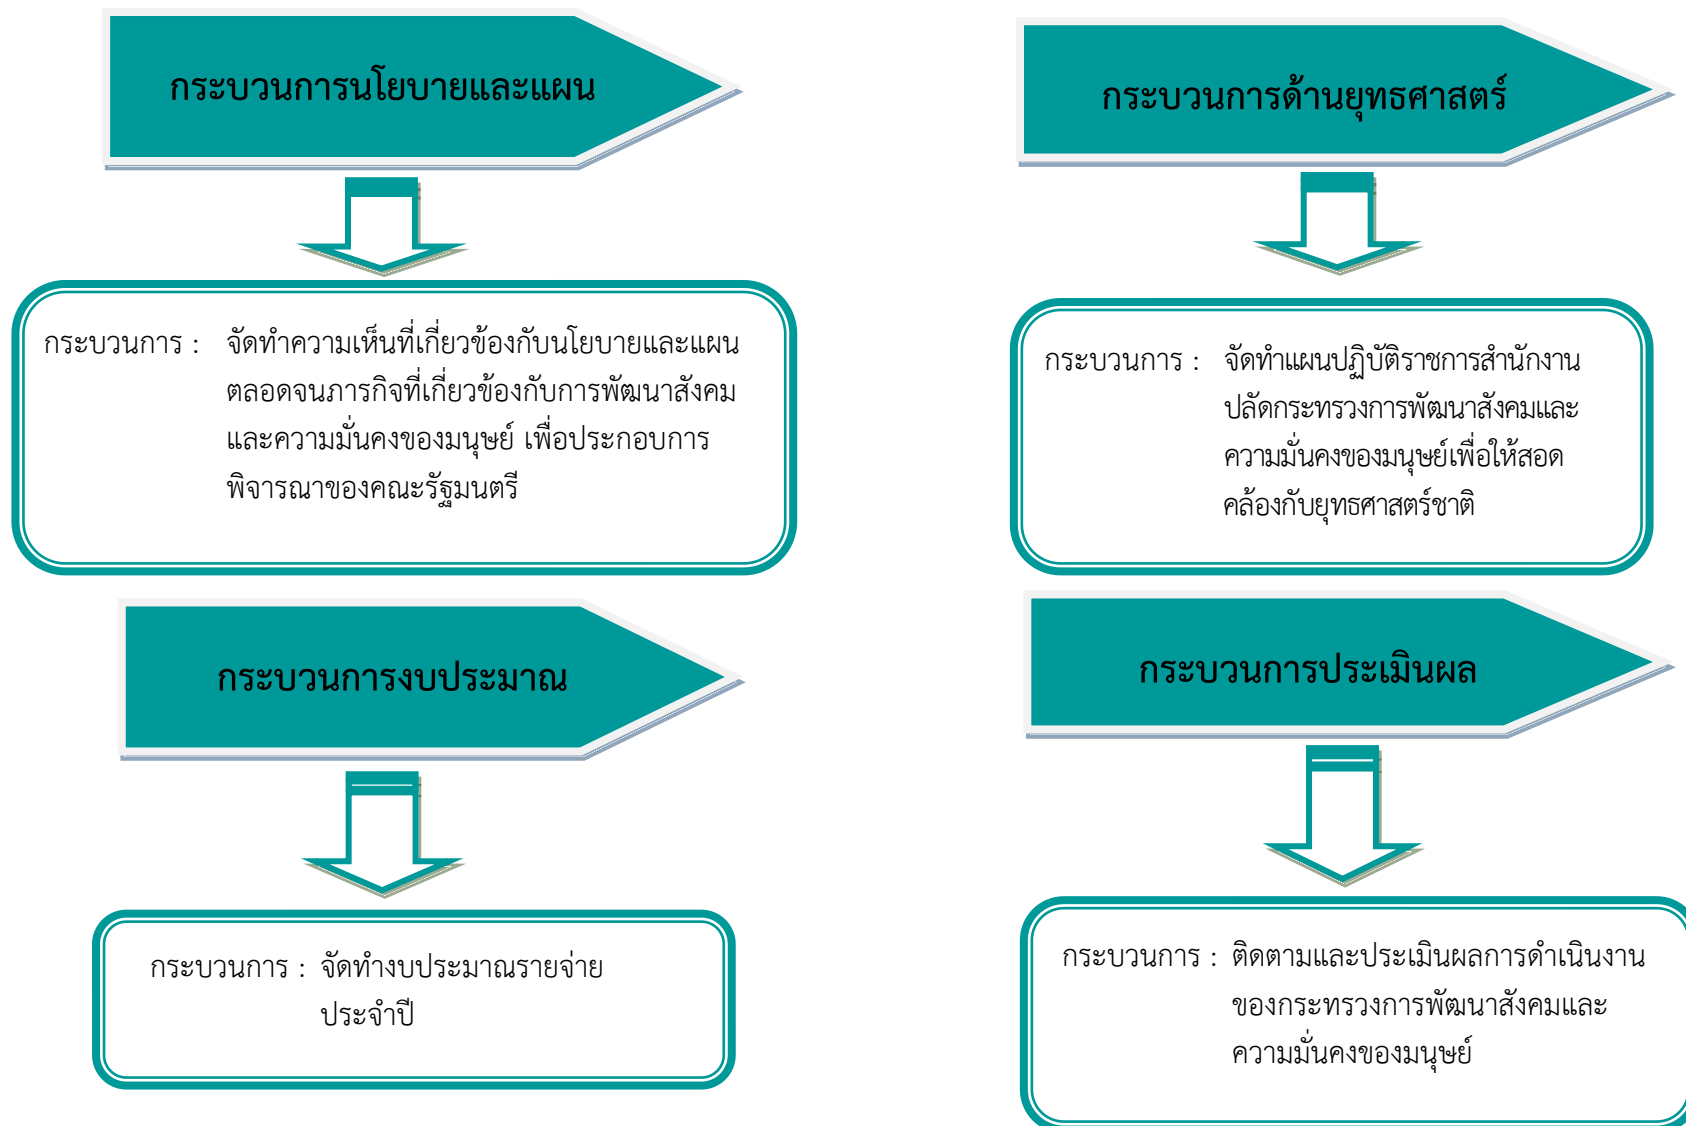 กระบวนการนโยบายและแผน
กระบวนการ : จัดทำความเห็นที่เกี่ยวข้องกับนโยบายและแผน
ตลอดจนภารกิจที่เกี่ยวข้องกับการพัฒนาสังคม
และความมั่นคงของมนุษย์ เพื่อประกอบการ
พิจารณาของคณะรัฐมนตรี
กระบวนการด้านยุทธศาสตร์
กระบวนการ : จัดทำแผนปฏิบัติราชการสำนักงาน
ปลัดกระทรวงการพัฒนาสังคมและ
ความมั่นคงของมนุษย์เพื่อให้สอด
คล้องกับยุทธศาสตร์ชาติ
กระบวนการงบประมาณ
กระบวนการ : จัดทำงบประมาณรายจ่าย
ประจำปี
กระบวนการประเมินผล
กระบวนการ : ติดตามและประเมินผลการดำเนินงาน
ของกระทรวงการพัฒนาสังคมและ
ความมั่นคงของมนุษย์